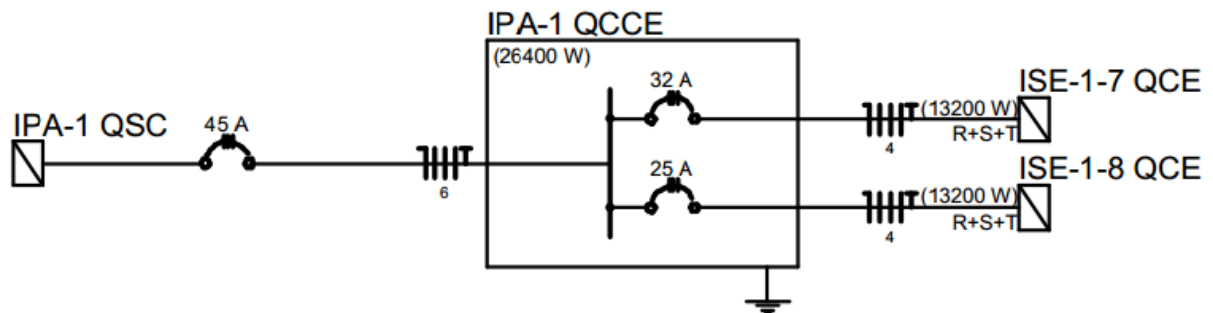 IPA-1 QCCE
(26400 W)
IPA-1 QSC
45 A
6
32 A
4
(13200 W)
R+S+T
ISE-1-7 QCE
25 A
4
(13200 W)
R+S+T
ISE-1-8 QCE